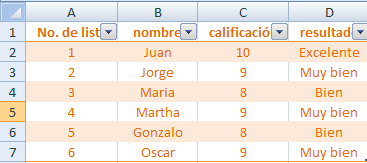 A B C D
1 No. de list nombre calificació resultad
2 1 Juan 10 Excelente
3 2 Jorge 9 Muy bien
4 3 Maria 8 Bien
5 4 Martha 9 Muy bien
6 5 Gonzalo 8 Bien
7 6 Oscar 9 Muy bien